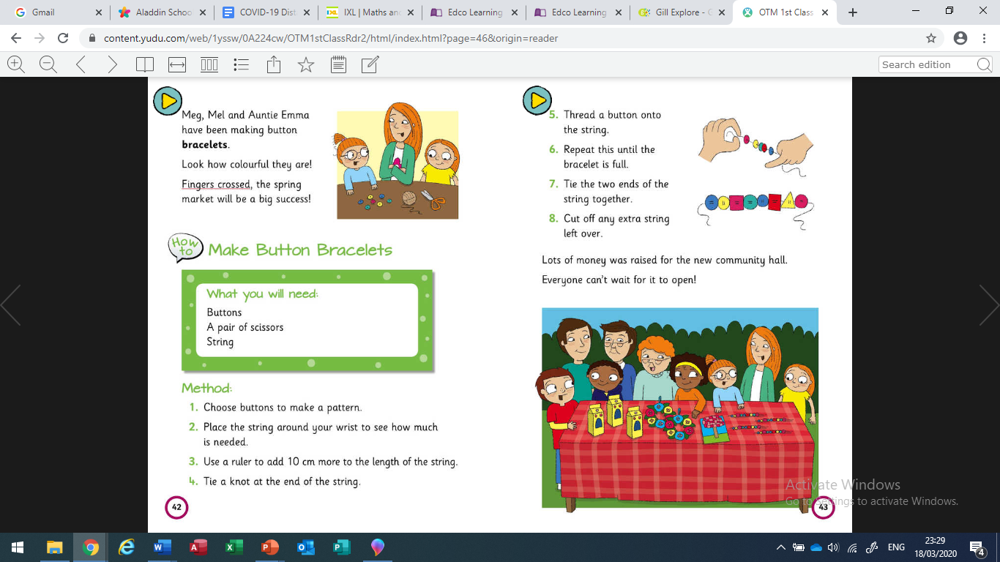 Gmail
Aladdin Schoo
COVID-19 Dist
IXL | Maths and
Edco Learning
Edco Learning
Gill Explore - G
OTM 1st Class
content.yudu.com/web/1yssw/0A224cw/OTM1stClassRdr2/html/index.html?page=46&origin=reader
Search edition
Meg, Mel and Auntie Emma
have been making button
bracelets.
Look how colourful they are!
Fingers crossed, the spring
market will be a big success!
How to
Make Button Bracelets
What you will need:
Buttons
A pair of scissors
String
Method:
1. Choose buttons to make a pattern.
2. Place the string around your wrist to see how much
is needed.
3. Use a ruler to add 10 cm more to the length of the string.
4. Tie a knot at the end of the string.
42
5. Thread a button onto
the string.
6. Repeat this until the
bracelet is full.
7. Tie the two ends of the
string together.
8. Cut off any extra string
left over.
Lots of money was raised for the new community hall.
Everyone can't wait for it to open!
43
Activate Windows
Go to Settings to activate Windows.
ENG
23:29
18/03/2020
4